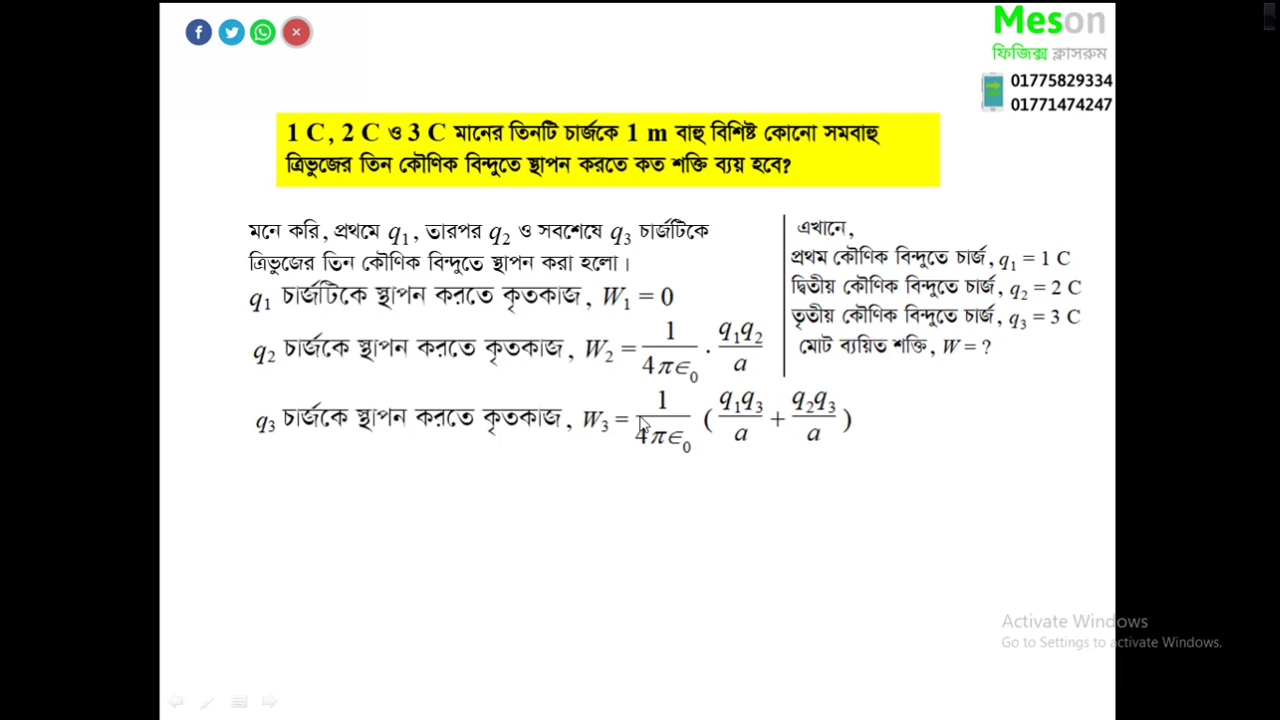 Meson
ফিজিক্স ক্লাসরুম
01775829334
01771474247
1 C, 2 C ও 3 C মানের তিনটি চার্জকে 1 m বাহু বিশিষ্ট কোনো সমবাহু
ত্রিভুজের তিন কৌণিক বিন্দুতে স্থাপন করতে কত শক্তি ব্যয় হবে?
মনে করি, প্রথমে q₁, তারপর q₂ ও সবশেষে q₃ চার্জটিকে
ত্রিভুজের তিন কৌণিক বিন্দুতে স্থাপন করা হলো।
q₁ চার্জটিকে স্থাপন করতে কৃতকাজ, W₁ = 0
q₂ চার্জকে স্থাপন করতে কৃতকাজ, W₂ = 1/4π∈₀ · q₁q₂/a
q₃ চার্জকে স্থাপন করতে কৃতকাজ, W₃ = 1/4π∈₀ (q₁q₃/a + q₂q₃/a)
এখানে,
প্রথম কৌণিক বিন্দুতে চার্জ, q₁ = 1 C
দ্বিতীয় কৌণিক বিন্দুতে চার্জ, q₂ = 2 C
তৃতীয় কৌণিক বিন্দুতে চার্জ, q₃ = 3 C
মোট ব্যয়িত শক্তি, W = ?
Activate Windows
Go to Settings to activate Windows.